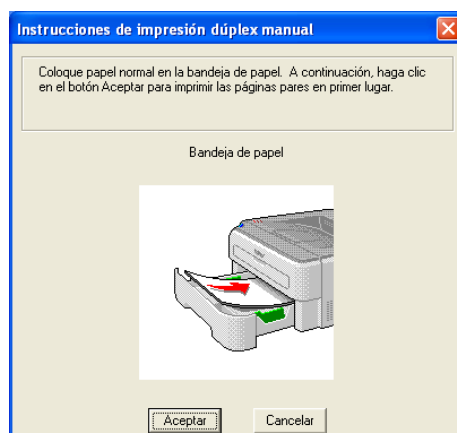 Instrucciones de impresión dúplex manual
Coloque papel normal en la bandeja de papel. A continuación, haga clic
en el botón Aceptar para imprimir las páginas pares en primer lugar.
Bandeja de papel
Aceptar
Cancelar